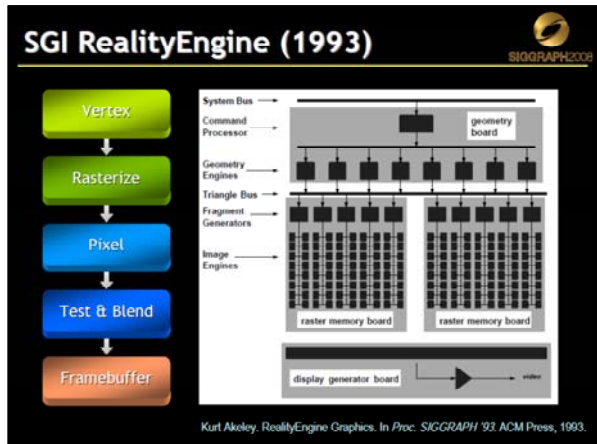 SGI RealityEngine (1993)
SIGGRAPH2008
Vertex
Rasterize
Pixel
Test & Blend
Framebuffer
System Bus
Command
Processor
geometry
board
Geometry
Engines
Triangle Bus
Fragment
Generators
Image
Engines
raster memory board
raster memory board
display generator board
video
Kurt Akeley. RealityEngine Graphics. In Proc. SIGGRAPH '93. ACM Press, 1993.